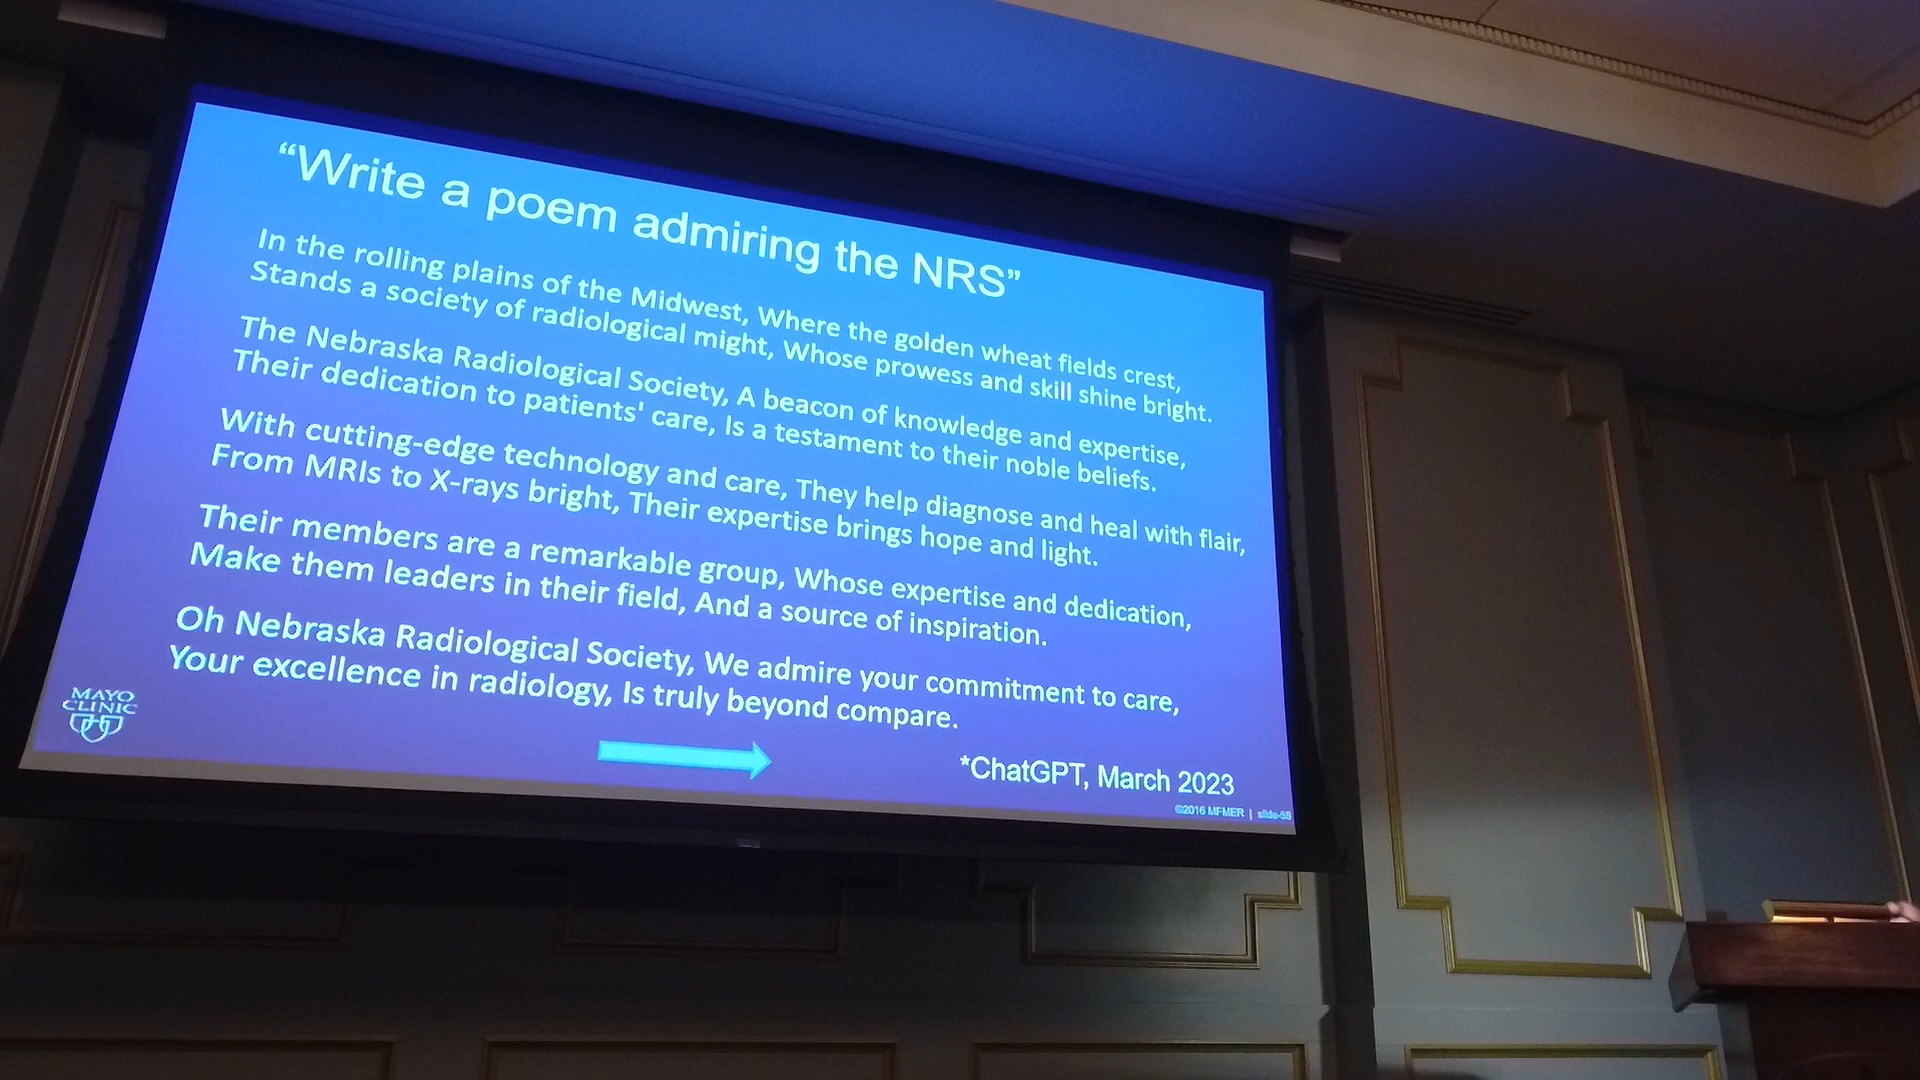 “Write a poem admiring the NRS”
In the rolling plains of the Midwest, Where the golden wheat fields crest,
Stands a society of radiological might, Whose prowess and skill shine bright.
The Nebraska Radiological Society, A beacon of knowledge and expertise,
Their dedication to patients' care, Is a testament to their noble beliefs.
With cutting-edge technology and care, They help diagnose and heal with flair,
From MRIs to X-rays bright, Their expertise brings hope and light.
Their members are a remarkable group, Whose expertise and dedication,
Make them leaders in their field, And a source of inspiration.
Oh Nebraska Radiological Society, We admire your commitment to care,
Your excellence in radiology, Is truly beyond compare.
MAYO
CLINIC
*ChatGPT, March 2023
©2016 MFMER | slide-58